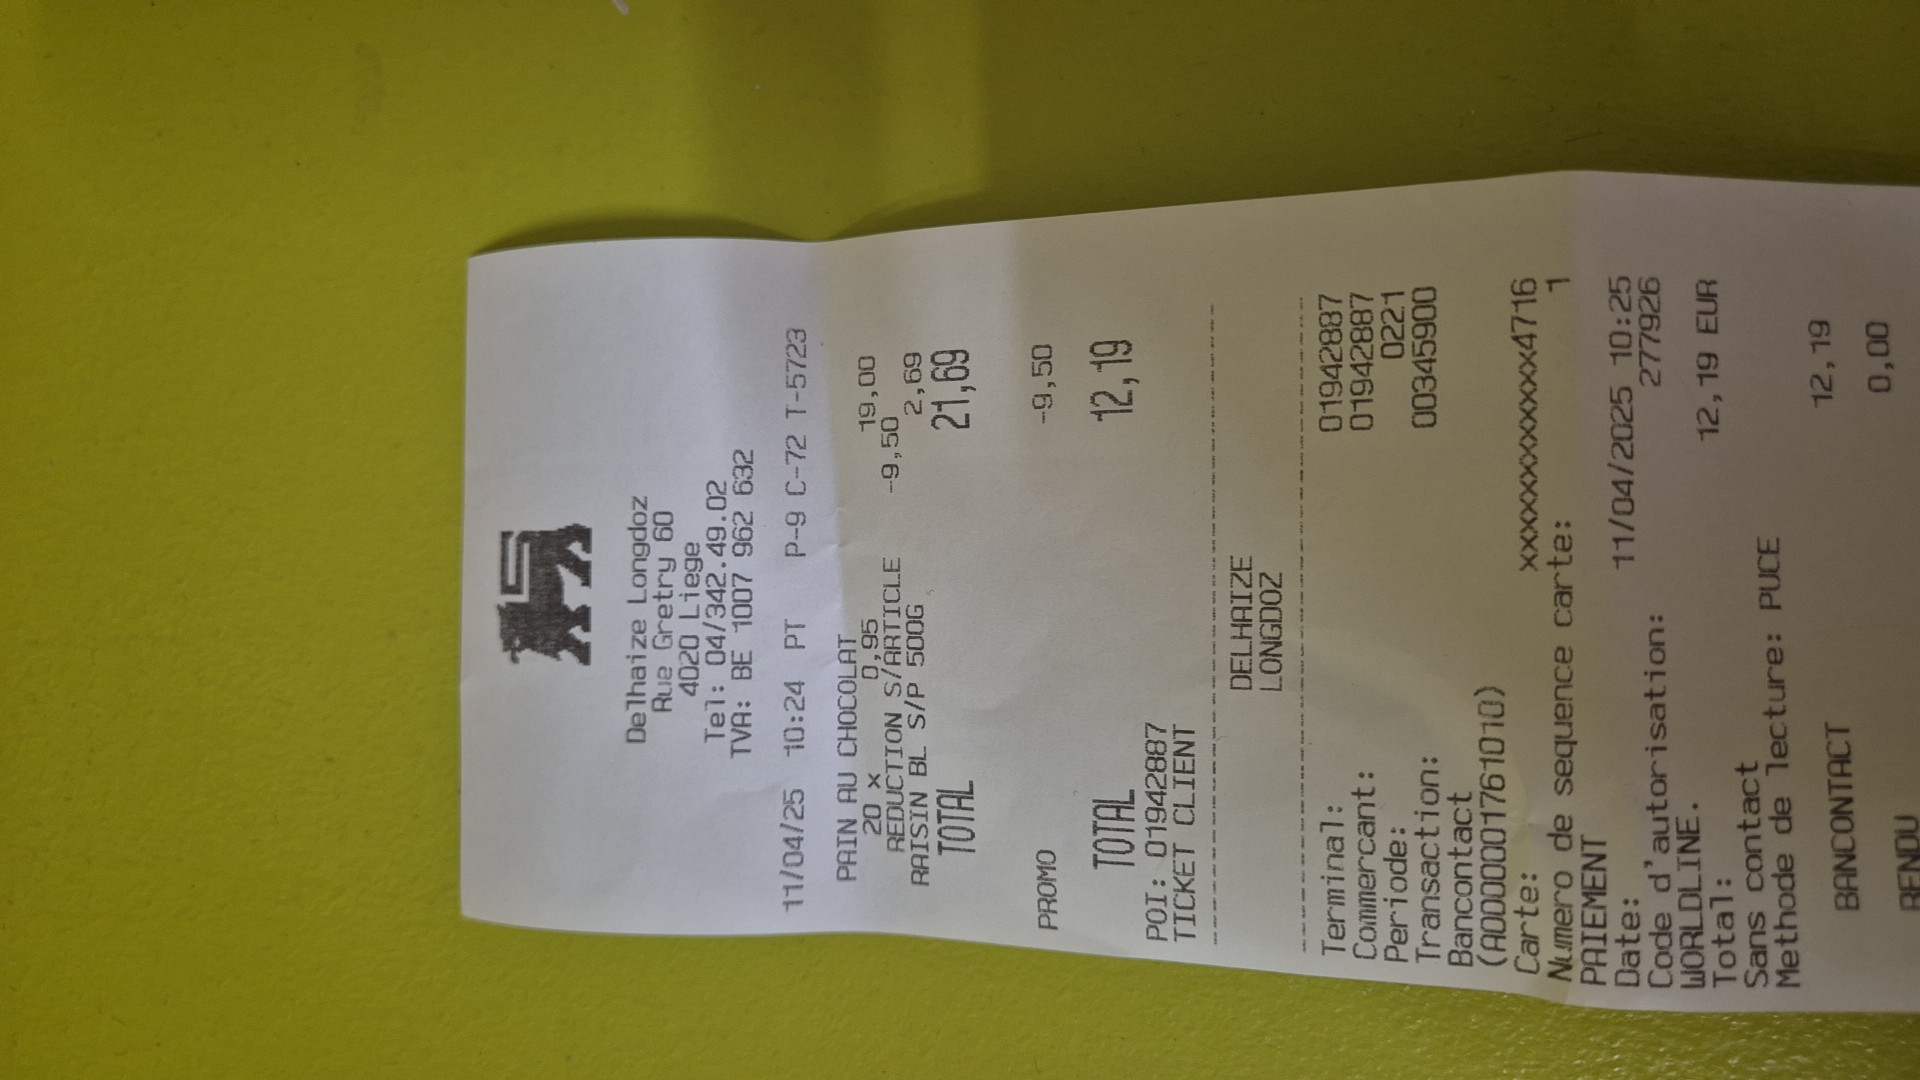 Delhaize Longdoz
Rue Gretry 60
4020 Liege
Tel: 04/342.49.02
TVA: BE 1007 962 632
11/04/25 10:24 PT P-9 C-72 T-5723
PAIN AU CHOCOLAT
20 x 0,95 19,00
REDUCTION S/ARTICLE -9,50
RAISIN BL S/P 500G 2,69
TOTAL 21,69
PROMO -9,50
TOTAL 12,19
POI: 01942887
TICKET CLIENT
DELHAIZE
LONGDOZ
Terminal: 01942887
Commercant: 01942887
Periode: 0221
Transaction: 00345900
Bancontact
(A000001761010)
Carte: xxxxxxxxxxxxx4716
Numero de sequence carte: 1
PAIEMENT
Date: 11/04/2025 10:25
Code d'autorisation: 277926
WORLDLINE.
Total: 12,19 EUR
Sans contact
Methode de lecture: PUCE
BANCONTACT 12,19
RENDU 0,00